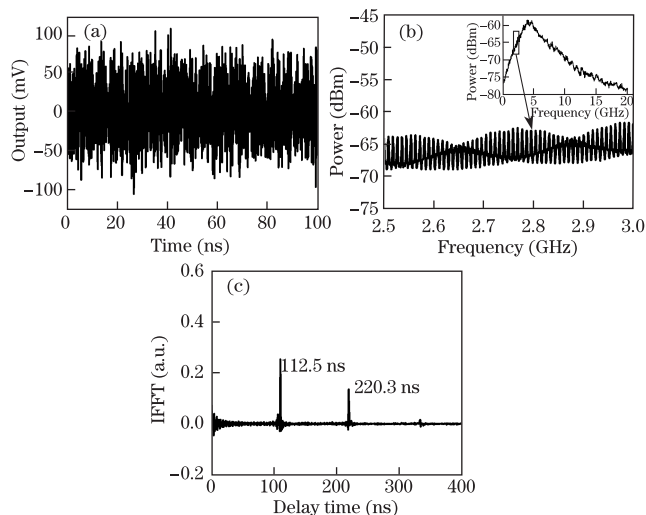 (a)
100
50
0
−50
−100
Output (mV)
0 20 40 60 80 100
Time (ns)
(b)
−45
−50
−55
−60
−65
−70
−75
Power (dBm)
2.5 2.6 2.7 2.8 2.9 3.0
Frequency (GHz)
−55
−60
−65
−70
−75
−80
Power (dBm)
0 5 10 15 20
Frequency (GHz)
(c)
0.6
0.4
0.2
0.0
−0.2
IFFT (a.u.)
112.5 ns
220.3 ns
0 100 200 300 400
Delay time (ns)